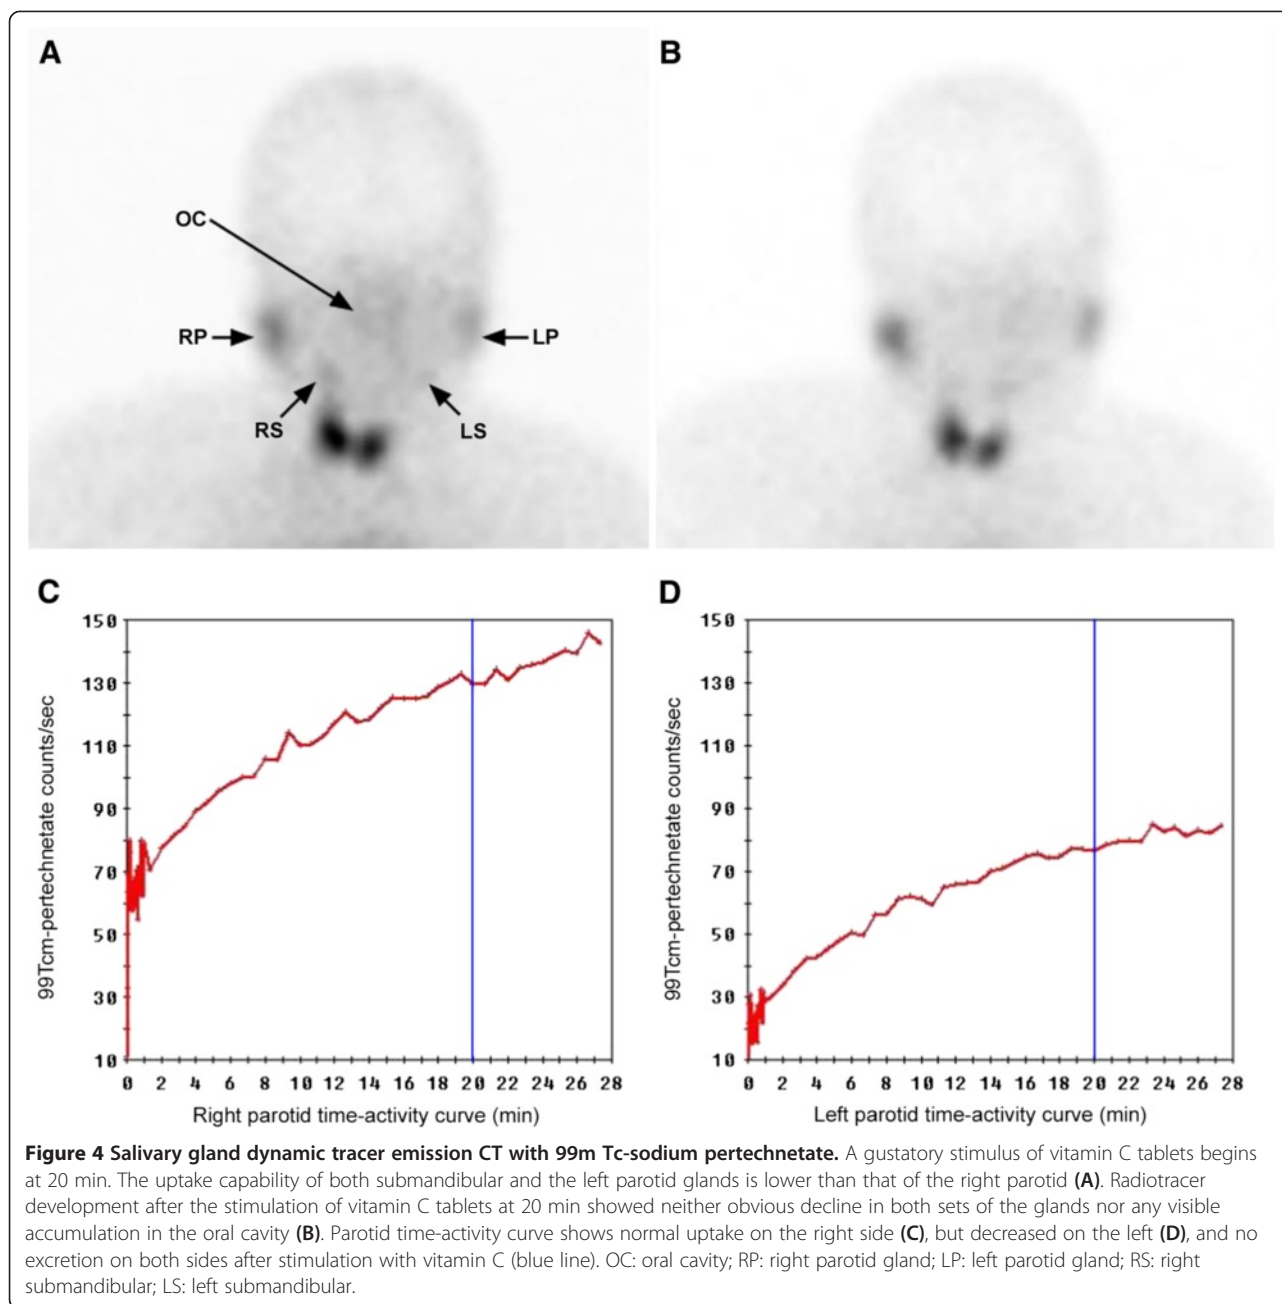 A
B
OC
RP
LP
RS
LS
C
D
150
130
110
90
70
50
30
10
99Tcm-pertechnetate counts/sec
0 2 4 6 8 10 12 14 16 18 20 22 24 26 28
Right parotid time-activity curve (min)
150
130
110
90
70
50
30
10
99Tcm-pertechnetate counts/sec
0 2 4 6 8 10 12 14 16 18 20 22 24 26 28
Left parotid time-activity curve (min)
Figure 4 Salivary gland dynamic tracer emission CT with 99m Tc-sodium pertechnetate. A gustatory stimulus of vitamin C tablets begins
at 20 min. The uptake capability of both submandibular and the left parotid glands is lower than that of the right parotid (A). Radiotracer
development after the stimulation of vitamin C tablets at 20 min showed neither obvious decline in both sets of the glands nor any visible
accumulation in the oral cavity (B). Parotid time-activity curve shows normal uptake on the right side (C), but decreased on the left (D), and no
excretion on both sides after stimulation with vitamin C (blue line). OC: oral cavity; RP: right parotid gland; LP: left parotid gland; RS: right
submandibular; LS: left submandibular.